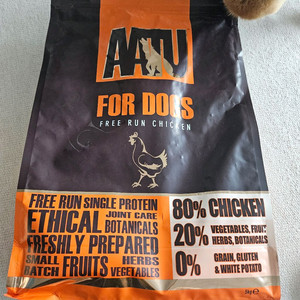 AATU
FOR DOGS
FREE RUN CHICKEN
FREE RUN SINGLE PROTEIN
ETHICAL JOINT CARE
BOTANICALS
FRESHLY PREPARED
SMALL BATCH FRUITS HERBS
VEGETABLES
80% CHICKEN
20% VEGETABLES, FRUIT,
HERBS, BOTANICALS
0% GRAIN, GLUTEN
& WHITE POTATO